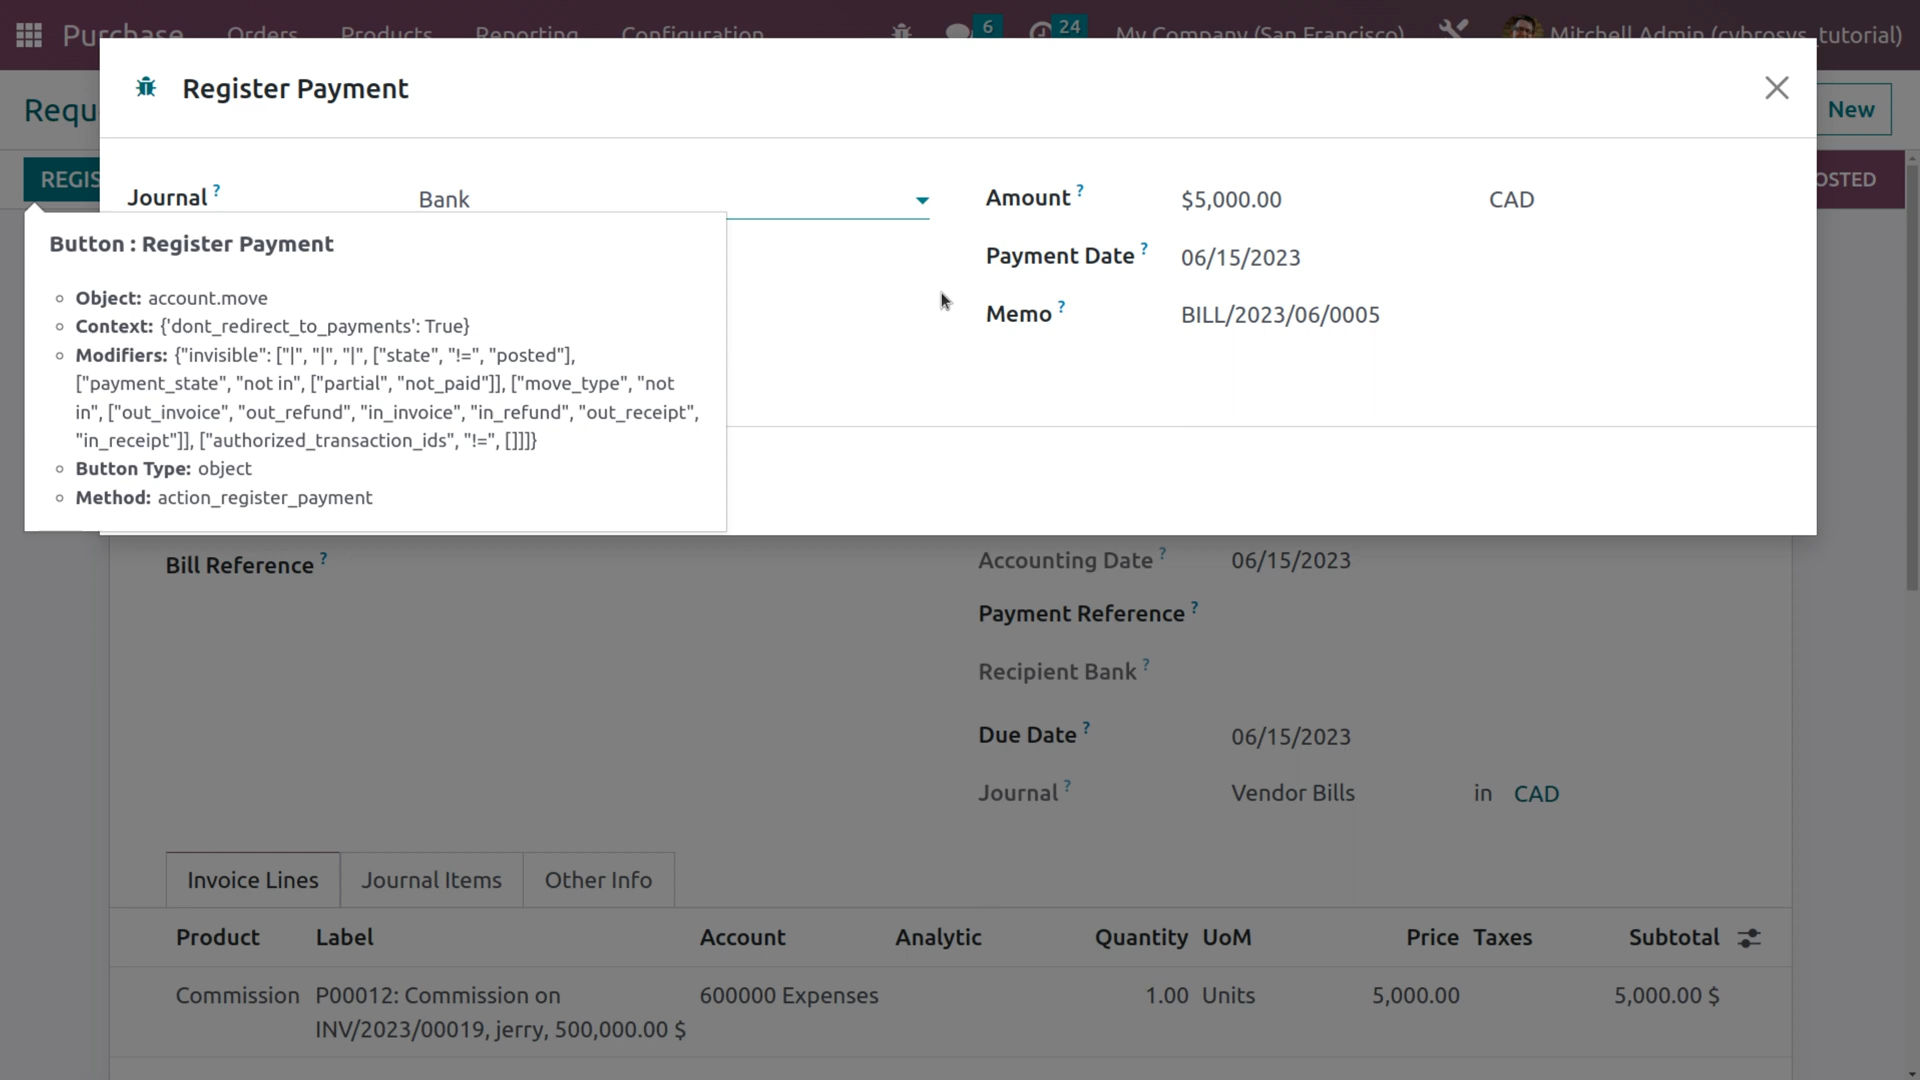 Purchase Orders Products Reporting Configuration 6 24 My Company (San Francisco) Mitchell Admin (cybrosys_tutorial)
Register Payment
Requ
New
REGIS
OSTED
Journal ? Bank
Amount ? $5,000.00 CAD
Payment Date ? 06/15/2023
Memo ? BILL/2023/06/0005
Button : Register Payment
Object: account.move
Context: {'dont_redirect_to_payments': True}
Modifiers: {"invisible": ["|", "|", "|", ["state", "!=", "posted"],
["payment_state", "not in", ["partial", "not_paid"]], ["move_type", "not
in", ["out_invoice", "out_refund", "in_invoice", "in_refund", "out_receipt",
"in_receipt"]], ["authorized_transaction_ids", "!=", []]]}
Button Type: object
Method: action_register_payment
Bill Reference ?
Accounting Date ? 06/15/2023
Payment Reference ?
Recipient Bank ?
Due Date ? 06/15/2023
Journal ? Vendor Bills in CAD
Invoice Lines Journal Items Other Info
Product Label Account Analytic Quantity UoM Price Taxes Subtotal
Commission P00012: Commission on 600000 Expenses 1.00 Units 5,000.00 5,000.00 $
INV/2023/00019, jerry, 500,000.00 $